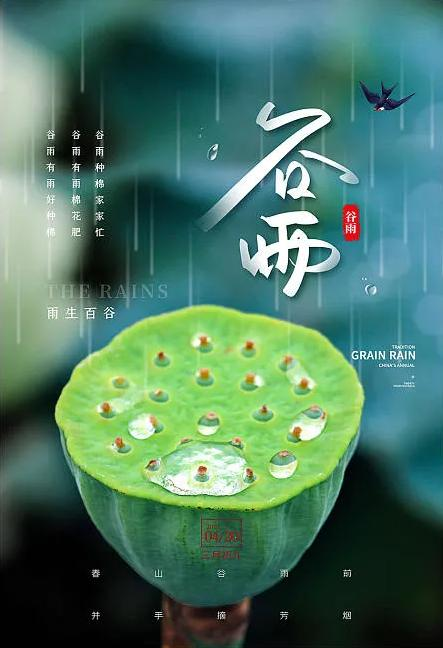 谷雨
谷雨
谷雨种棉家家忙
谷雨有雨棉花肥
谷雨有雨好种棉
THE RAINS
雨生百谷
TRADITION
GRAIN RAIN
CHINA'S ANNUAL
04/20
春山谷雨前
并手摘芳烟